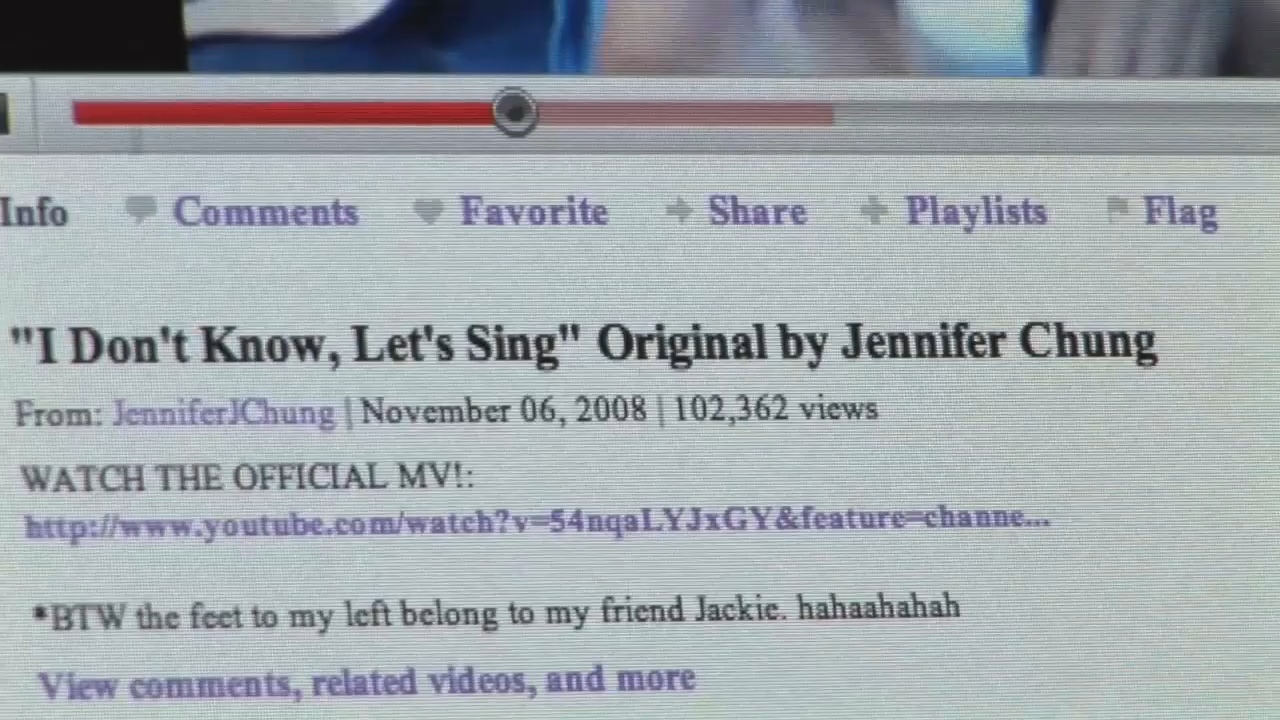 Info Comments Favorite Share Playlists Flag
"I Don't Know, Let's Sing" Original by Jennifer Chung
From: JenniferJChung | November 06, 2008 | 102,362 views
WATCH THE OFFICIAL MV!:
http://www.youtube.com/watch?v=54nqaLYJxGY&feature=channe...
*BTW the feet to my left belong to my friend Jackie. hahaahahah
View comments, related videos, and more